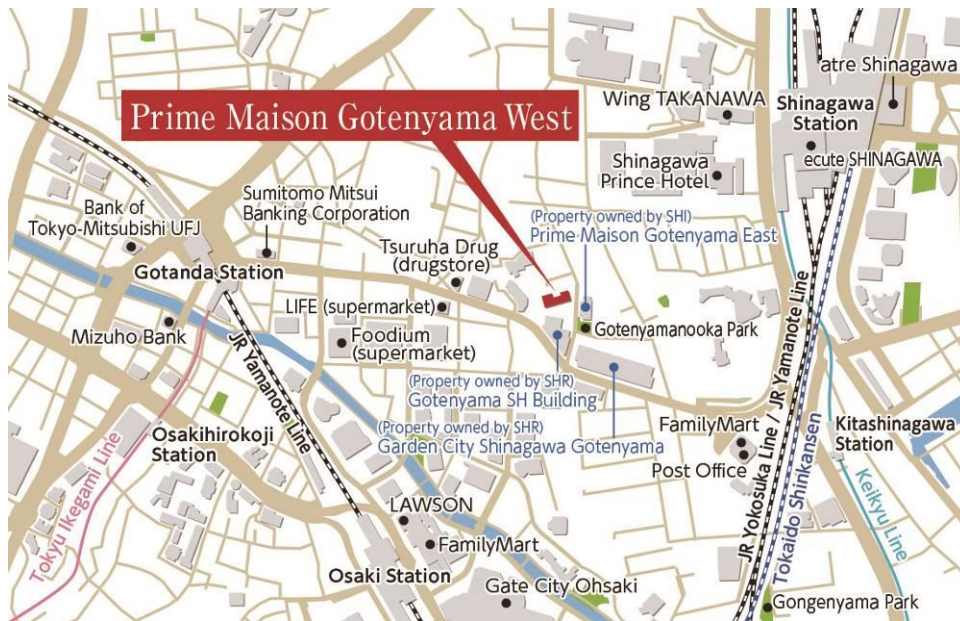 atre Shinagawa
Wing TAKANAWA
Shinagawa
Station
Prime Maison Gotenyama West
ecute SHINAGAWA
Shinagawa
Prince Hotel
Sumitomo Mitsui
Banking Corporation
Bank of
Tokyo-Mitsubishi UFJ
(Property owned by SHI)
Prime Maison Gotenyama East
Tsuruha Drug
(drugstore)
Gotanda Station
LIFE (supermarket)
Mizuho Bank
Foodium
(supermarket)
Gotenyamanooka Park
JR Yamanote Line
(Property owned by SHR)
Gotenyama SH Building
(Property owned by SHR)
Garden City Shinagawa Gotenyama
JR Yokosuka Line / JR Yamanote Line
Tokaido Shinkansen
FamilyMart
Post Office
Kitashinagawa
Station
Keikyu Line
Osakihirokoji
Station
Tokyu Ikegami Line
LAWSON
FamilyMart
Osaki Station
Gate City Ohsaki
Gongenyama Park